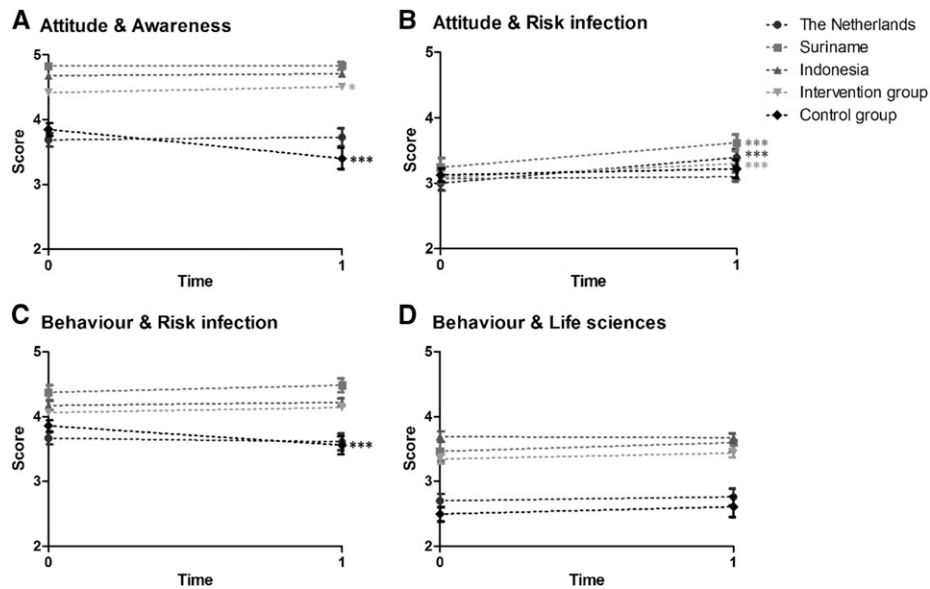 A Attitude & Awareness
5
4
3
2
Score
0
1
Time
*
***
B Attitude & Risk infection
5
4
3
2
Score
0
1
Time
***
***
***
The Netherlands
Suriname
Indonesia
Intervention group
Control group
C Behaviour & Risk infection
5
4
3
2
Score
0
1
Time
***
D Behaviour & Life sciences
5
4
3
2
Score
0
1
Time